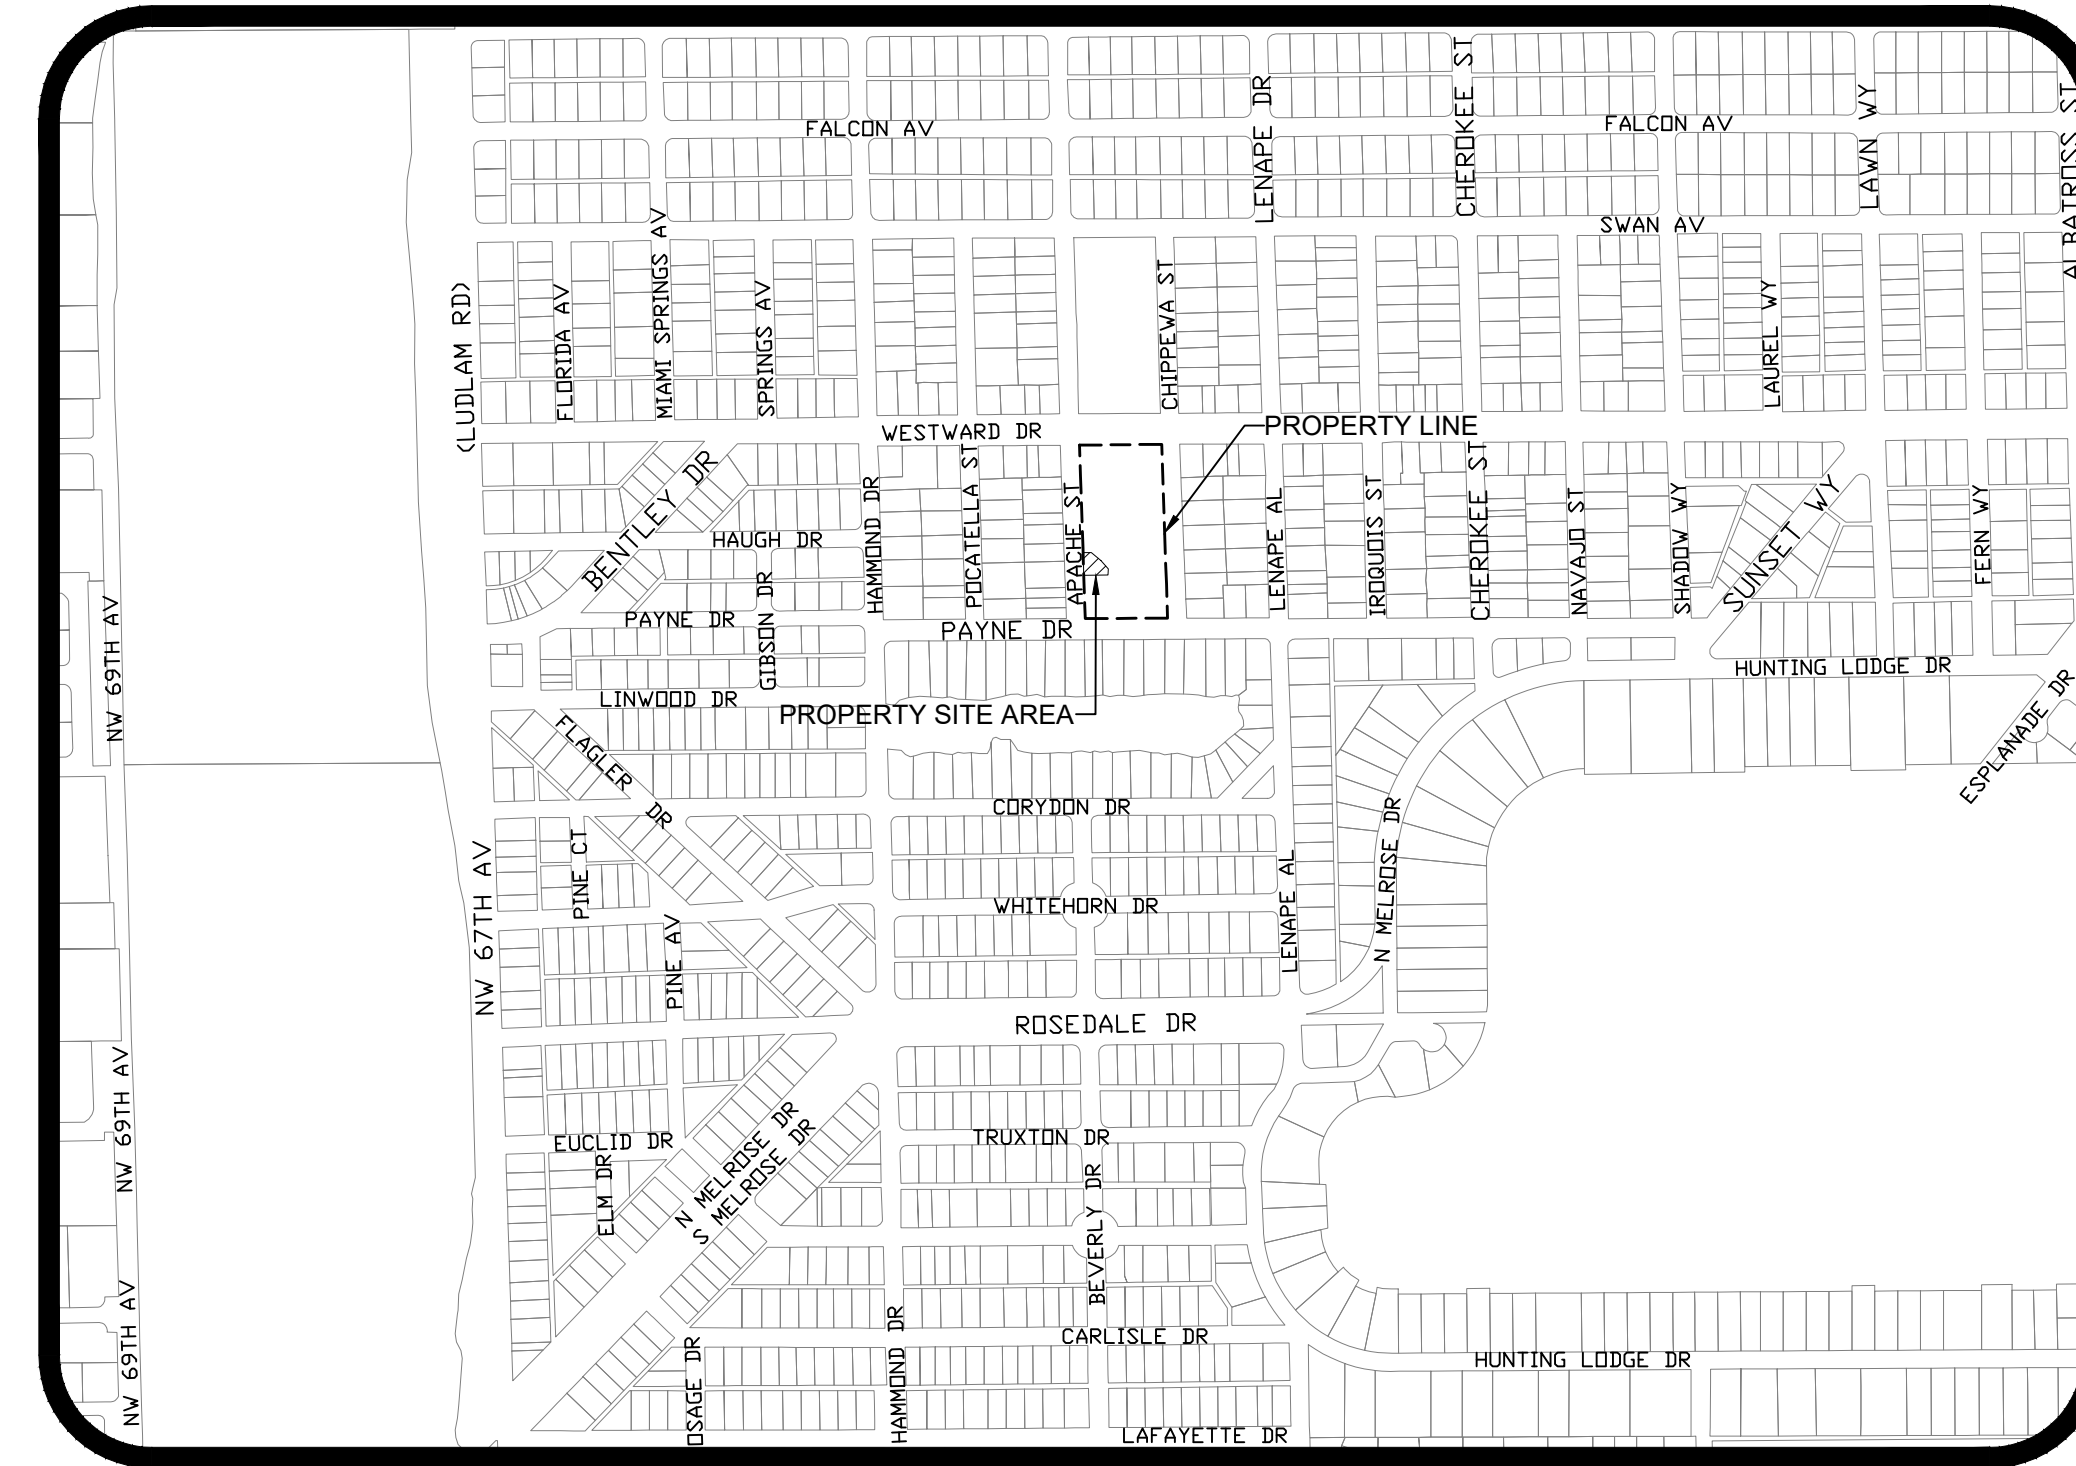 LENAPE DR
CHEROKEE ST
LAWN WY
ALBATROSS ST
FALCON AV
FALCON AV
SWAN AV
(LUDLAM RD)
FLORIDA AV
MIAMI SPRINGS AV
SPRINGS AV
CHIPPEWA ST
LAUREL WY
WESTWARD DR
PROPERTY LINE
BENTLEY DR
HAUGH DR
HAMMOND DR
POCATELLA ST
APACHE ST
LENAPE AL
IROQUOIS ST
CHEROKEE ST
NAVAJO ST
SHADOW WY
SUNSET WY
FERN WY
NW 69TH AV
PAYNE DR
GIBSON DR
PAYNE DR
HUNTING LODGE DR
LINWOOD DR
PROPERTY SITE AREA
ESPLANADE DR
FLAGLER DR
CORYDON DR
NW 67TH AV
PINE CT
LENAPE AL
N MELROSE DR
WHITEHORN DR
PINE AV
ROSEDALE DR
NW 69TH AV
EUCLID DR
ELM DR
N MELROSE DR
S MELROSE DR
TRUXTON DR
BEVERLY DR
NW 69TH AV
OSAGE DR
HAMMOND DR
CARLISLE DR
HUNTING LODGE DR
LAFAYETTE DR